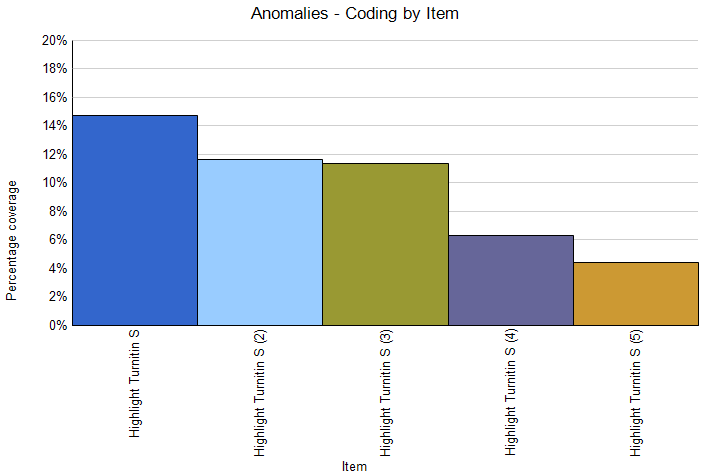 Anomalies - Coding by Item
Percentage coverage
20%
18%
16%
14%
12%
10%
8%
6%
4%
2%
0%
Highlight Turnitin S
Highlight Turnitin S (2)
Highlight Turnitin S (3)
Highlight Turnitin S (4)
Highlight Turnitin S (5)
Item